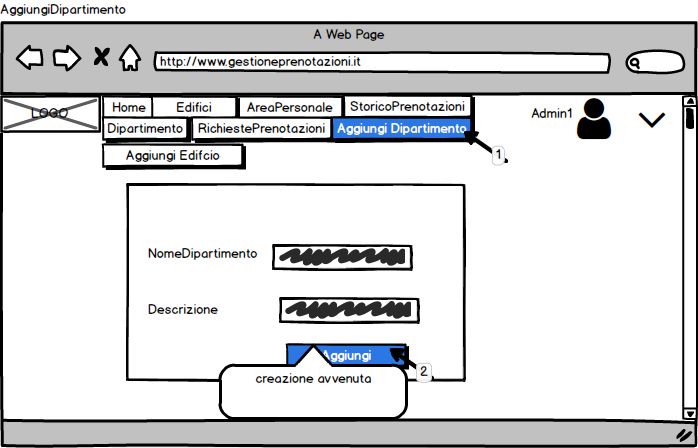 AggiungiDipartimento
A Web Page
http://www.gestioneprenotazioni.it
LOGO
Home
Edifici
AreaPersonale
StoricoPrenotazioni
Admin1
Dipartimento
RichiestePrenotazioni
Aggiungi Dipartimento
1
Aggiungi Edifcio
NomeDipartimento
Descrizione
Aggiungi
2
creazione avvenuta